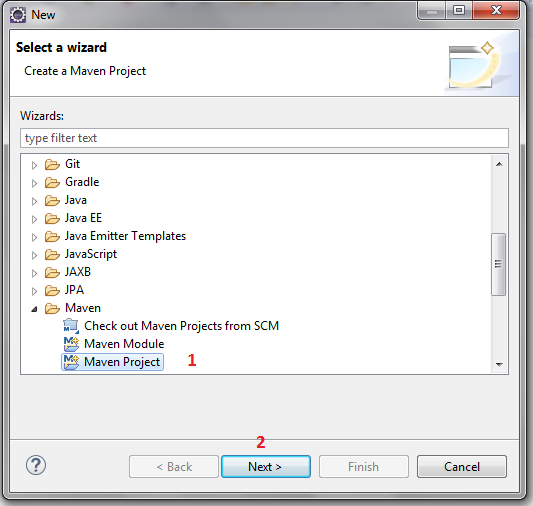 New
Select a wizard
Create a Maven Project
Wizards:
type filter text
Git
Gradle
Java
Java EE
Java Emitter Templates
JavaScript
JAXB
JPA
Maven
Check out Maven Projects from SCM
Maven Module
Maven Project 1
2
? < Back Next > Finish Cancel